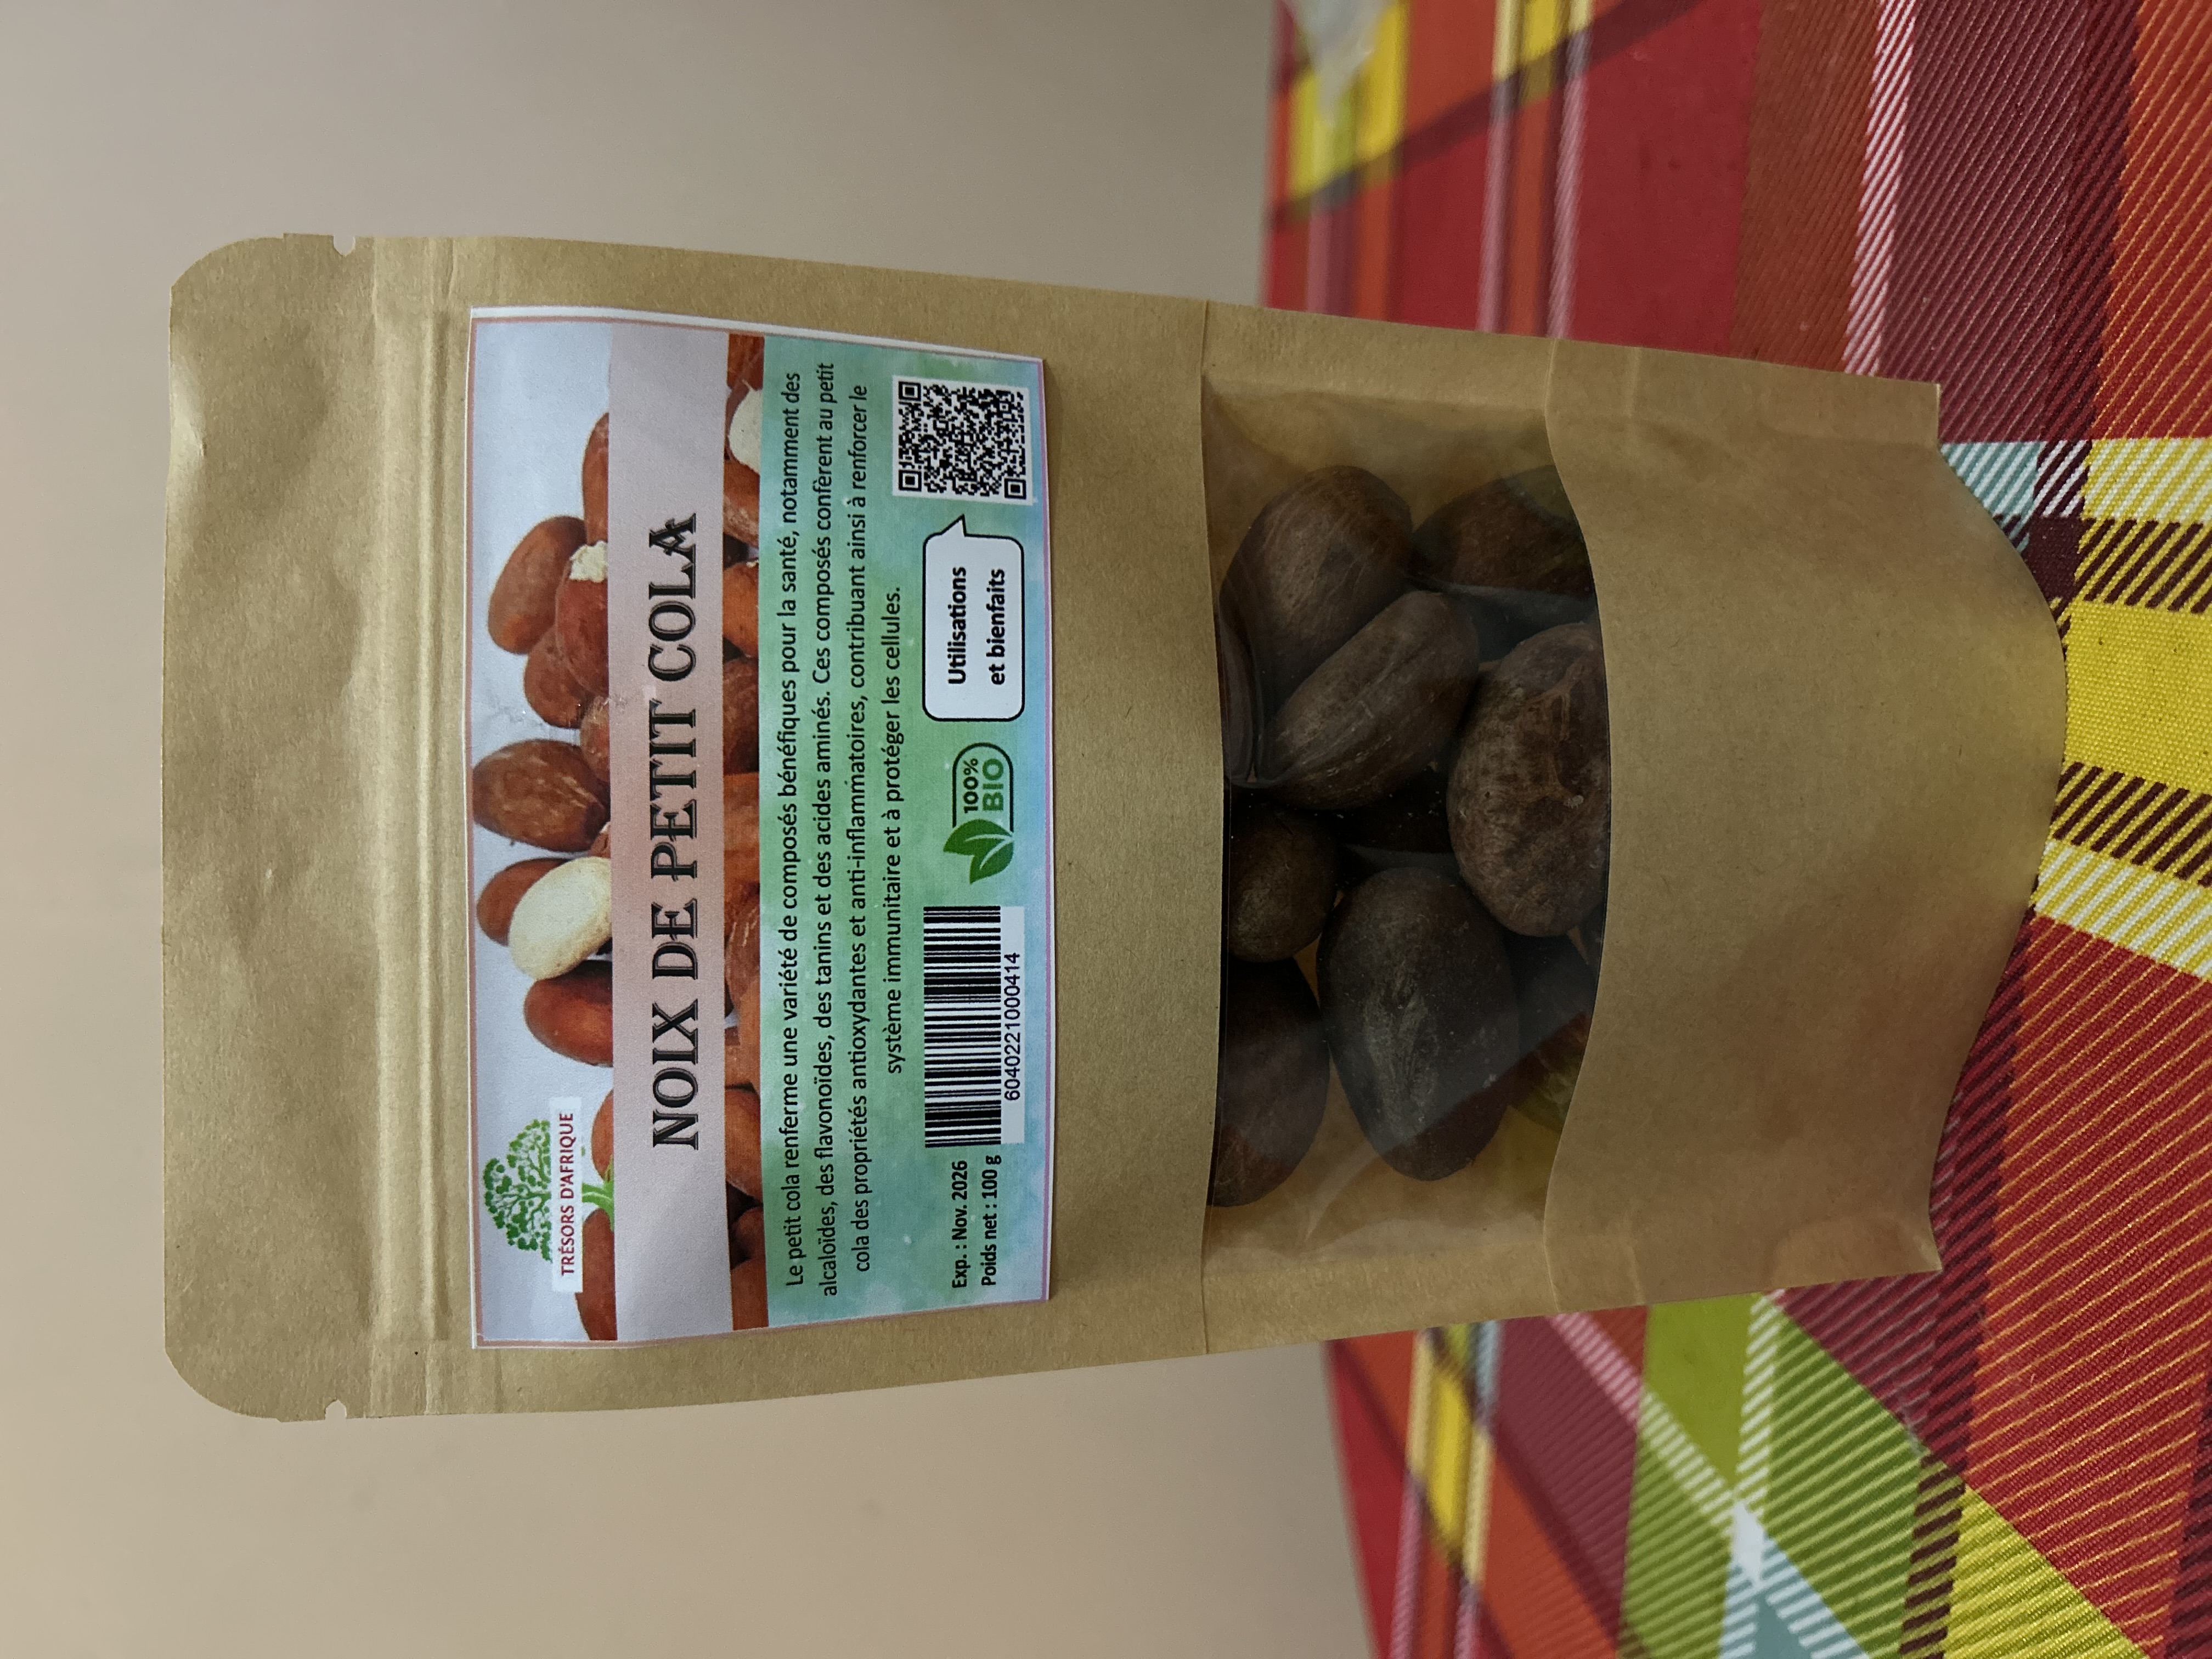 TRÉSORS D'AFRIQUE
NOIX DE PETIT COLA
Le petit cola renferme une variété de composés bénéfiques pour la santé, notamment des
alcaloïdes, des flavonoïdes, des tanins et des acides aminés. Ces composés confèrent au petit
cola des propriétés antioxydantes et anti-inflammatoires, contribuant ainsi à renforcer le
système immunitaire et à protéger les cellules.
Exp. : Nov. 2026
Poids net : 100 g
6040221000414
100%
BIO
Utilisations
et bienfaits